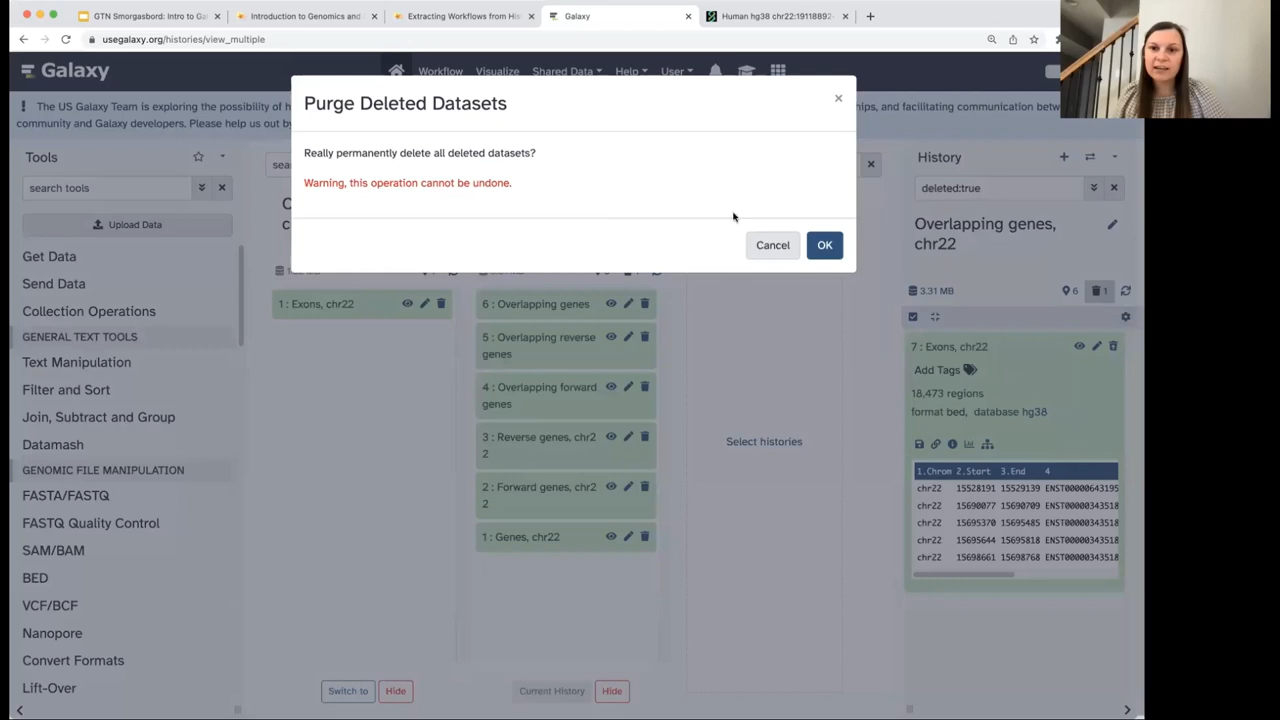 GTN Smorgasbord: Intro to Gal
Introduction to Genomics and
Extracting Workflows from His
Galaxy
Human hg38 chr22:19118892-
usegalaxy.org/histories/view_multiple
Galaxy
Workflow
Visualize
Shared Data
Help
User
The US Galaxy Team is exploring the possibility of h
community and Galaxy developers. Please help us out by
ships, and facilitating communication betw
Purge Deleted Datasets
Really permanently delete all deleted datasets?
Warning, this operation cannot be undone.
Cancel
OK
Tools
search tools
Upload Data
Get Data
Send Data
Collection Operations
GENERAL TEXT TOOLS
Text Manipulation
Filter and Sort
Join, Subtract and Group
Datamash
GENOMIC FILE MANIPULATION
FASTA/FASTQ
FASTQ Quality Control
SAM/BAM
BED
VCF/BCF
Nanopore
Convert Formats
Lift-Over
1 : Exons, chr22
Switch to
Hide
6 : Overlapping genes
5 : Overlapping reverse
genes
4 : Overlapping forward
genes
3 : Reverse genes, chr2
2
2 : Forward genes, chr2
2
1 : Genes, chr22
Current History
Hide
Select histories
History
deleted:true
Overlapping genes,
chr22
3.31 MB
6
1
7 : Exons, chr22
Add Tags
18,473 regions
format bed, database hg38
1.Chrom 2.Start 3.End 4
chr22 15528191 15529139 ENST00000643195
chr22 15690077 15690709 ENST00000343518
chr22 15695370 15695485 ENST00000343518
chr22 15695644 15695818 ENST00000343518
chr22 15698661 15698768 ENST00000343518